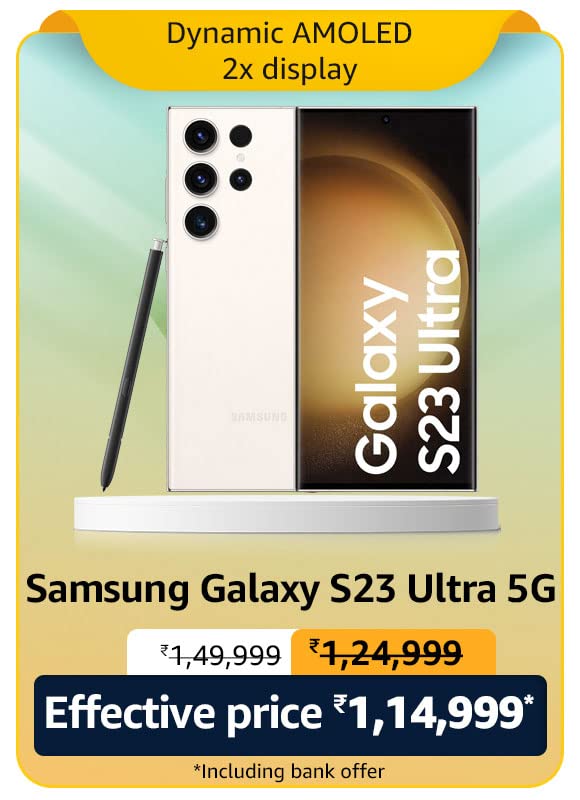 Dynamic AMOLED
2x display
SAMSUNG
Galaxy
S23 Ultra
Samsung Galaxy S23 Ultra 5G
₹1,49,999 ₹1,24,999
Effective price ₹1,14,999*
*Including bank offer